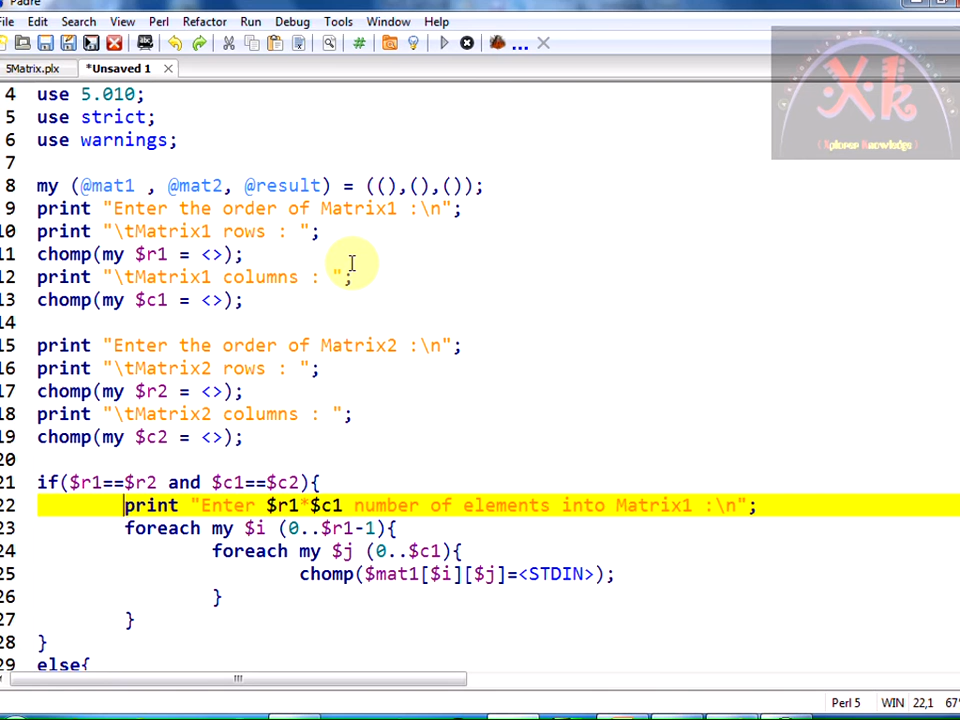 Padre
File Edit Search View Perl Refactor Run Debug Tools Window Help
5Matrix.plx *Unsaved 1
4 use 5.010;
5 use strict;
6 use warnings;
7
8 my (@mat1 , @mat2, @result) = ((),(),());
9 print "Enter the order of Matrix1 :\n";
10 print "\tMatrix1 rows : ";
11 chomp(my $r1 = <>);
12 print "\tMatrix1 columns : ";
13 chomp(my $c1 = <>);
14
15 print "Enter the order of Matrix2 :\n";
16 print "\tMatrix2 rows : ";
17 chomp(my $r2 = <>);
18 print "\tMatrix2 columns : ";
19 chomp(my $c2 = <>);
20
21 if($r1==$r2 and $c1==$c2){
22 print "Enter $r1*$c1 number of elements into Matrix1 :\n";
23 foreach my $i (0..$r1-1){
24 foreach my $j (0..$c1){
25 chomp($mat1[$i][$j]=<STDIN>);
26 }
27 }
28 }
29 else{
Perl 5 WIN 22,1 67
Xk
[Xplorer Knowledge]